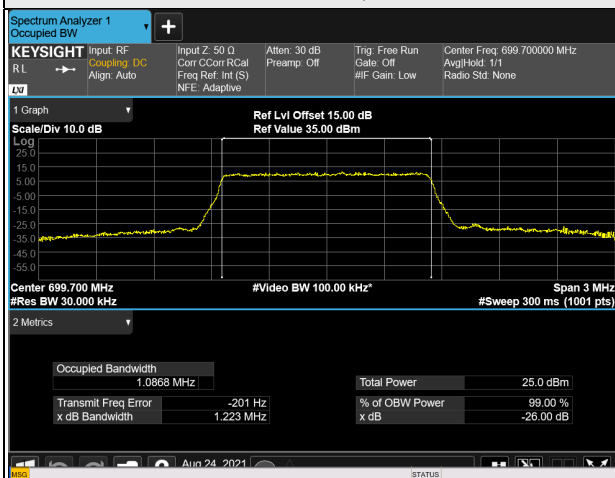 Spectrum Analyzer 1
Occupied BW
KEYSIGHT Input: RF Input Z: 50 Ω Atten: 30 dB Trig: Free Run Center Freq: 699.700000 MHz
R L Coupling: DC Corr CCorr RCal Preamp: Off Gate: Off Avg|Hold: 1/1
Align: Auto Freq Ref: Int (S) #IF Gain: Low Radio Std: None
LXI NFE: Adaptive
1 Graph Ref Lvl Offset 15.00 dB
Scale/Div 10.0 dB Ref Value 35.00 dBm
Log
25.0
15.0
5.00
-5.00
-15.0
-25.0
-35.0
-45.0
-55.0
Center 699.700 MHz #Video BW 100.00 kHz* Span 3 MHz
#Res BW 30.000 kHz #Sweep 300 ms (1001 pts)
2 Metrics
Occupied Bandwidth
1.0868 MHz Total Power 25.0 dBm
Transmit Freq Error -201 Hz % of OBW Power 99.00 %
x dB Bandwidth 1.223 MHz x dB -26.00 dB
Aug 24, 2021
MSG STATUS